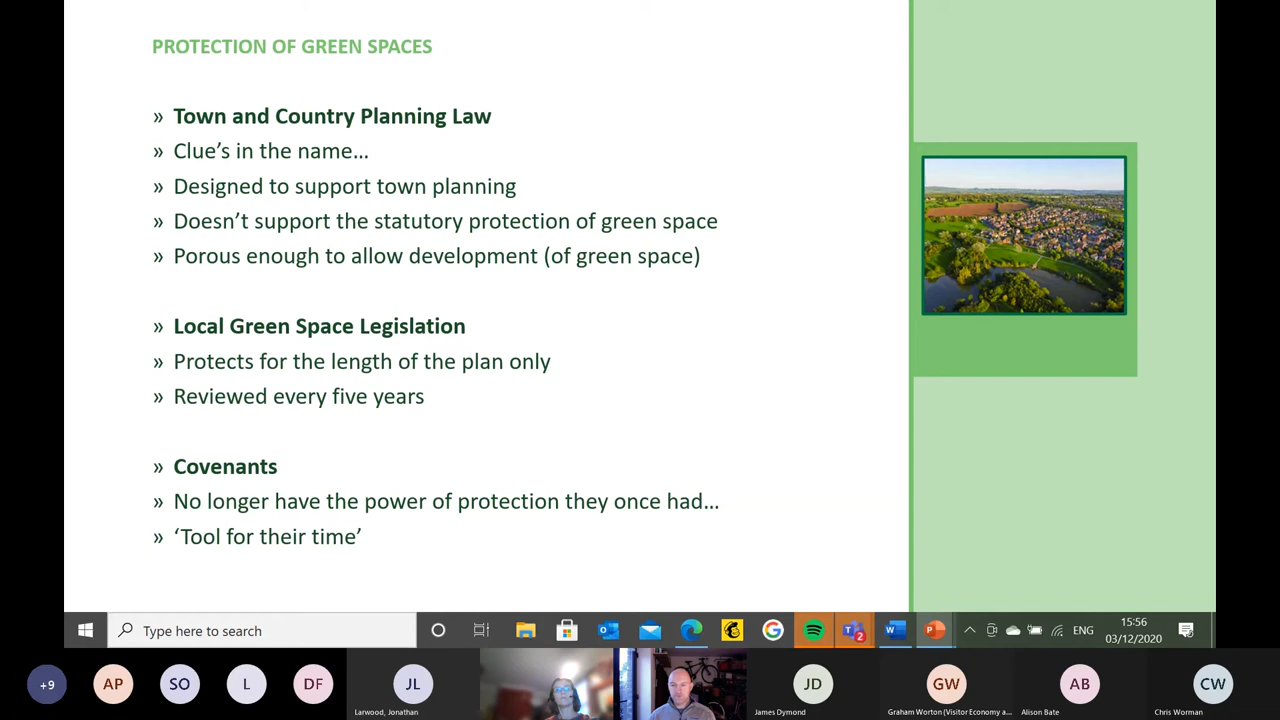 PROTECTION OF GREEN SPACES
» Town and Country Planning Law
» Clue’s in the name…
» Designed to support town planning
» Doesn’t support the statutory protection of green space
» Porous enough to allow development (of green space)
» Local Green Space Legislation
» Protects for the length of the plan only
» Reviewed every five years
» Covenants
» No longer have the power of protection they once had…
» ‘Tool for their time’
Type here to search
2
ENG
15:56
03/12/2020
+9
AP
SO
L
DF
JL
JD
GW
AB
CW
Larwood, Jonathan
James Dymond
Graham Worton (Visitor Economy a...
Alison Bate
Chris Worman